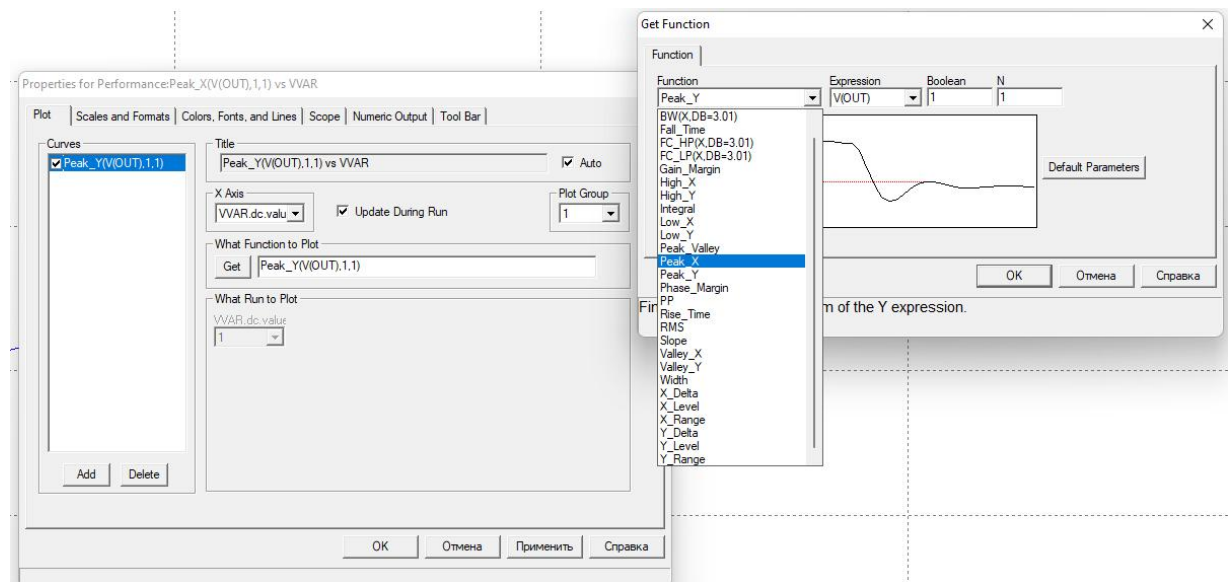 Properties for Performance:Peak_X(V(OUT),1,1) vs VVAR
Plot
Scales and Formats
Colors, Fonts, and Lines
Scope
Numeric Output
Tool Bar
Curves
Peak_Y(V(OUT),1,1)
Add
Delete
Title
Peak_Y(V(OUT),1,1) vs VVAR
Auto
X Axis
VVAR.dc.valu
Update During Run
Plot Group
1
What Function to Plot
Get
Peak_Y(V(OUT),1,1)
What Run to Plot
VVAR.dc.value
1
OK
Отмена
Применить
Справка
Get Function
Function
Function
Expression
Boolean
N
Peak_Y
V(OUT)
1
1
BW(X,DB=3.01)
Fall_Time
FC_HP(X,DB=3.01)
FC_LP(X,DB=3.01)
Gain_Margin
High_X
High_Y
Integral
Low_X
Low_Y
Peak_Valley
Peak_X
Peak_Y
Phase_Margin
PP
Rise_Time
RMS
Slope
Valley_X
Valley_Y
Width
X_Delta
X_Level
X_Range
Y_Delta
Y_Level
Y_Range
Default Parameters
OK
Отмена
Справка
m of the Y expression.